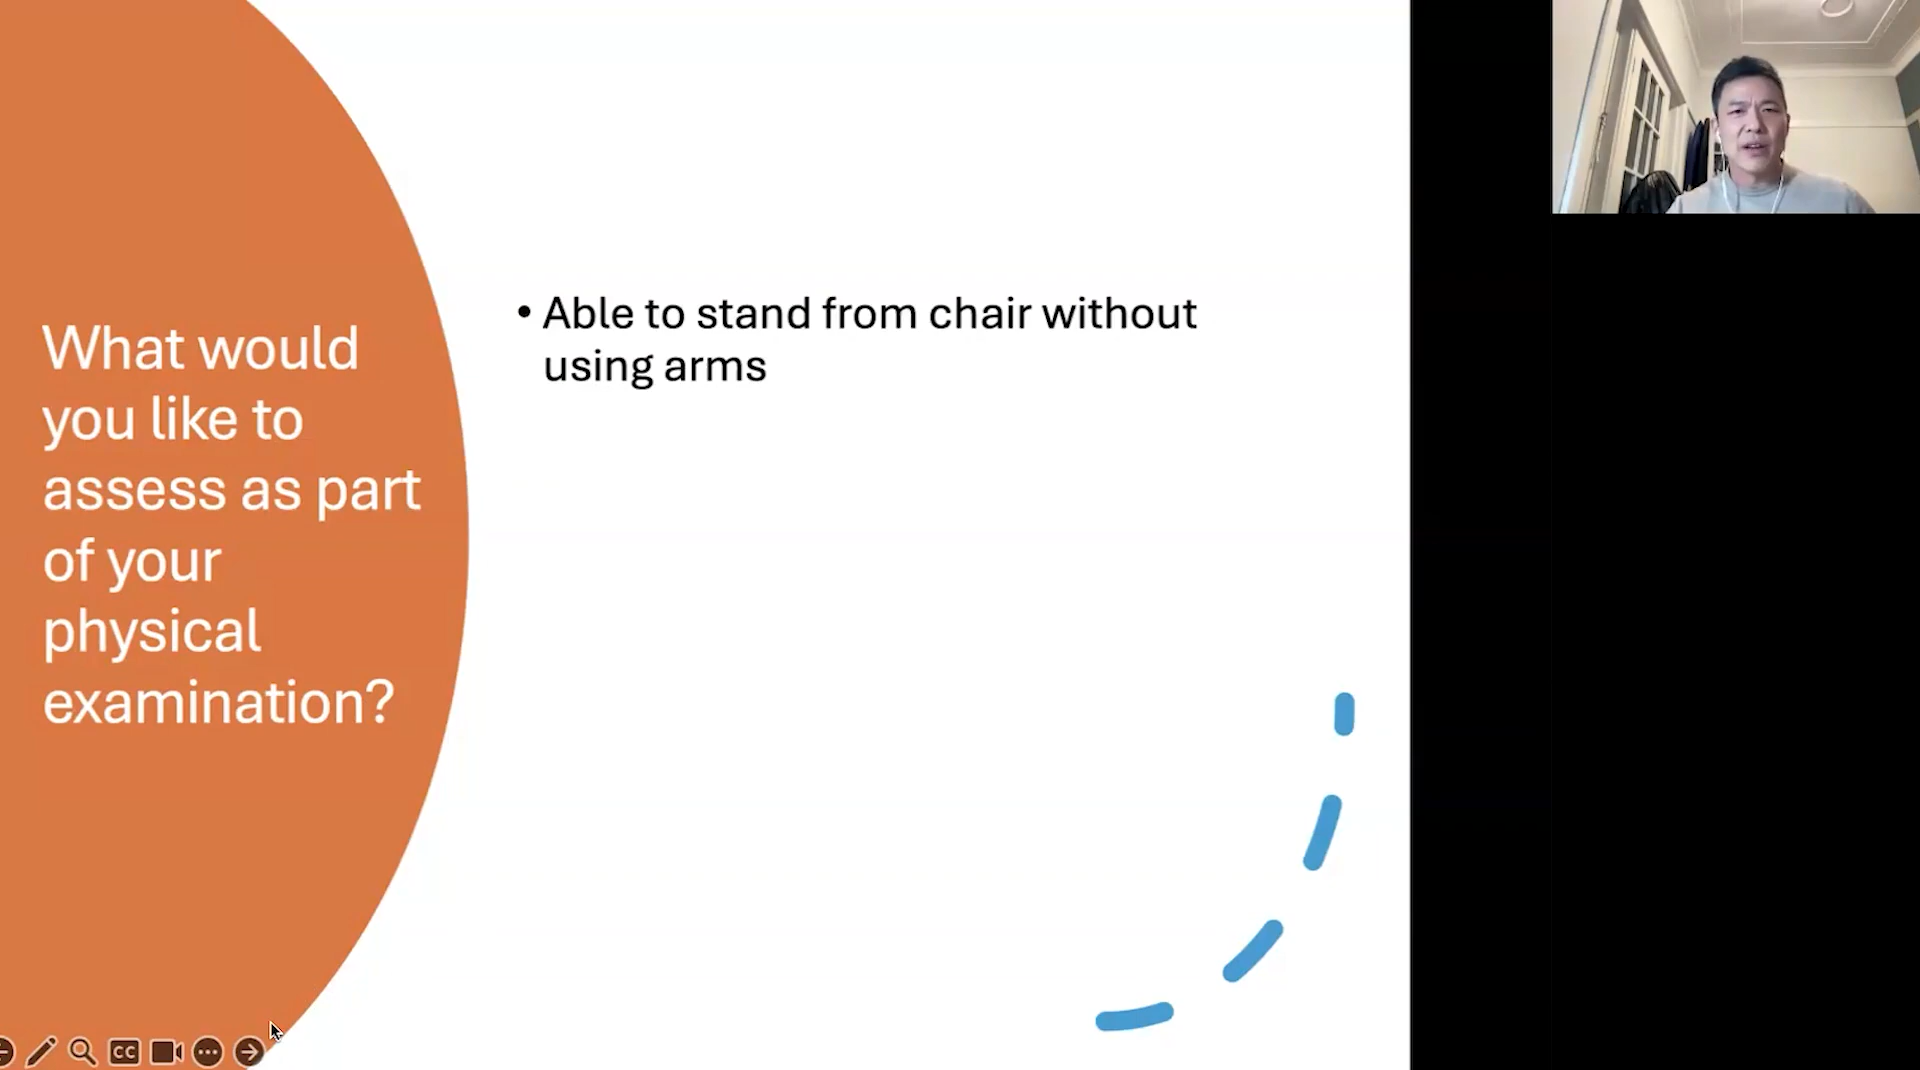 What would
you like to
assess as part
of your
physical
examination?
• Able to stand from chair without
using arms
CC